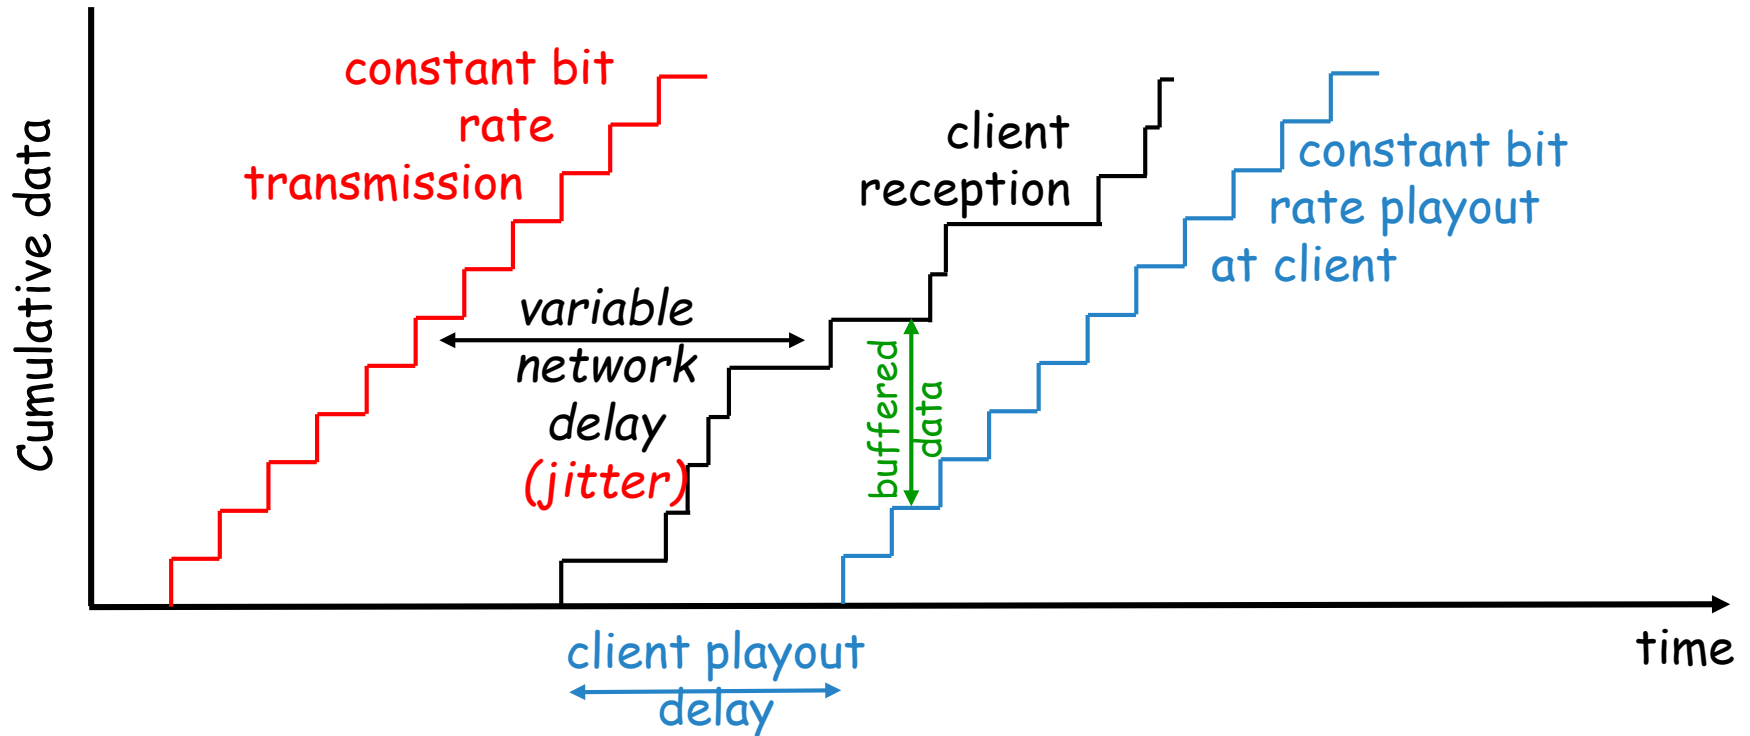 Cumulative data
constant bit
rate
transmission
variable
network
delay
(jitter)
client
reception
buffered
data
constant bit
rate playout
at client
time
client playout
delay